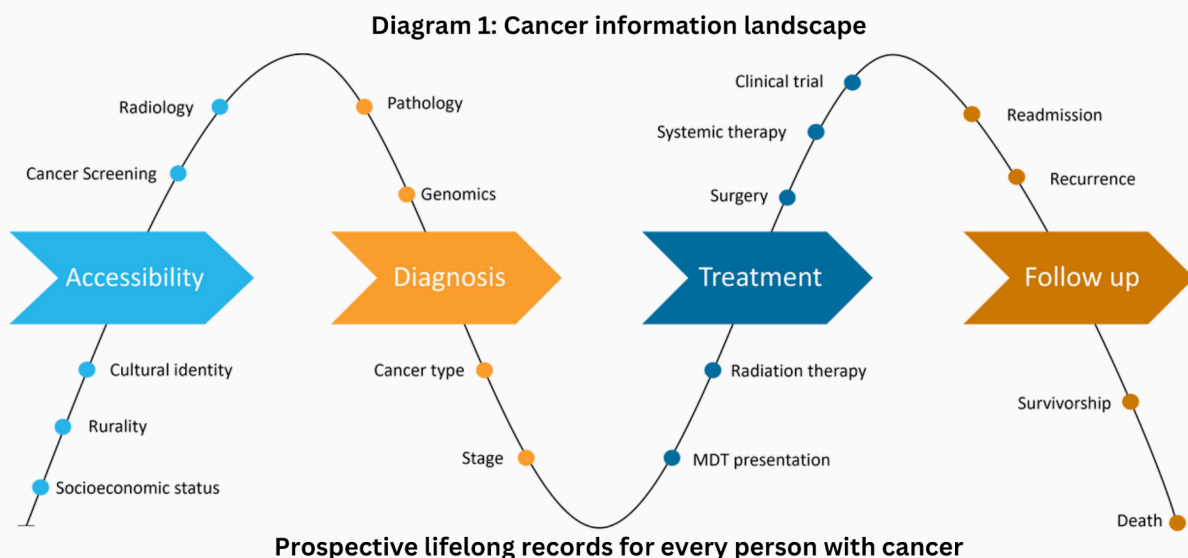 Diagram 1: Cancer information landscape
Radiology
Cancer Screening
Accessibility
Cultural identity
Rurality
Socioeconomic status
Pathology
Genomics
Diagnosis
Cancer type
Stage
Clinical trial
Systemic therapy
Surgery
Treatment
Radiation therapy
MDT presentation
Readmission
Recurrence
Follow up
Survivorship
Death
Prospective lifelong records for every person with cancer